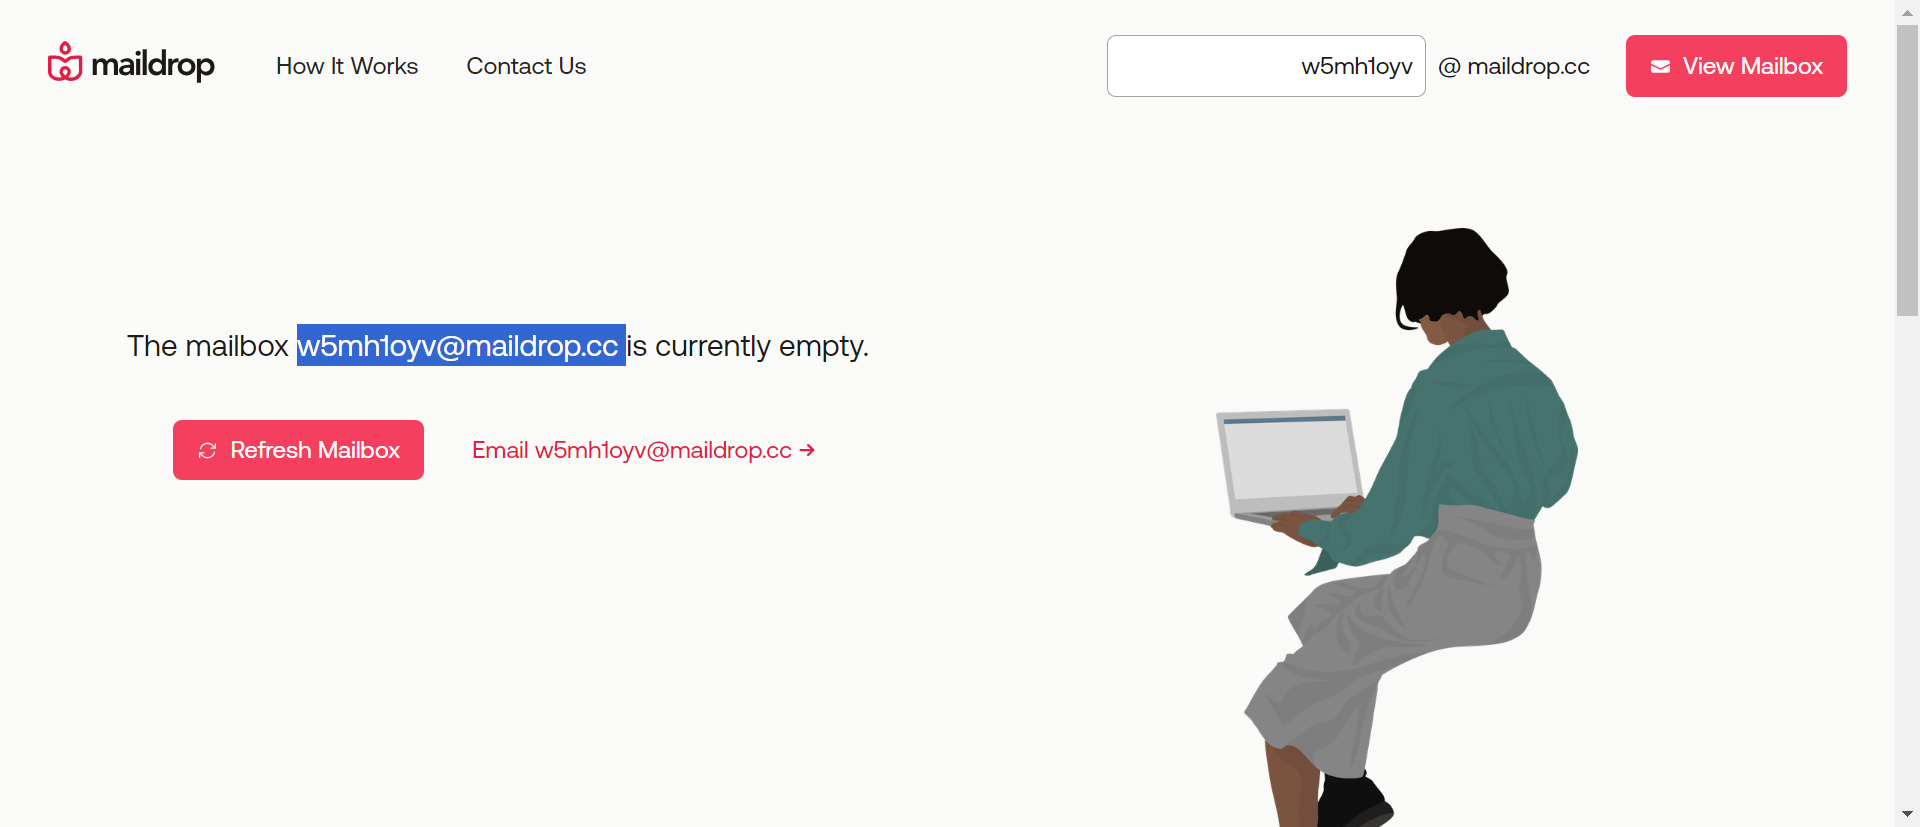 maildrop
How It Works
Contact Us
w5mh1oyv @ maildrop.cc
View Mailbox
The mailbox w5mh1oyv@maildrop.cc is currently empty.
Refresh Mailbox
Email w5mh1oyv@maildrop.cc →